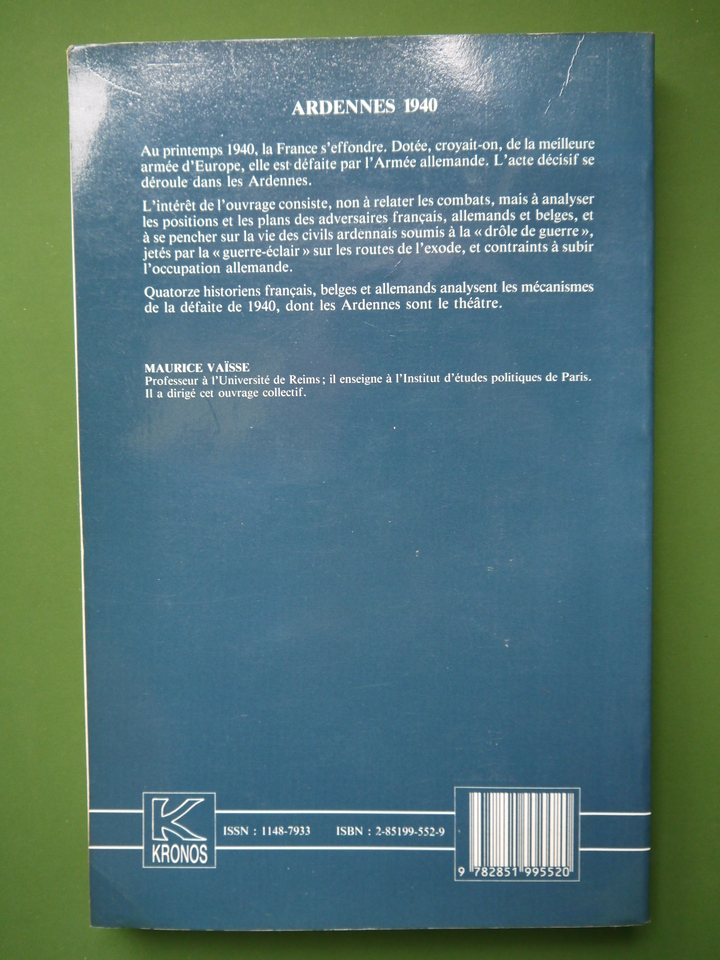 ARDENNES 1940
Au printemps 1940, la France s'effondre. Dotée, croyait-on, de la meilleure
armée d'Europe, elle est défaite par l'Armée allemande. L'acte décisif se
déroule dans les Ardennes.
L'intérêt de l'ouvrage consiste, non à relater les combats, mais à analyser
les positions et les plans des adversaires français, allemands et belges, et
à se pencher sur la vie des civils ardennais soumis à la « drôle de guerre »,
jetés par la « guerre-éclair » sur les routes de l'exode, et contraints à subir
l'occupation allemande.
Quatorze historiens français, belges et allemands analysent les mécanismes
de la défaite de 1940, dont les Ardennes sont le théâtre.
MAURICE VAÏSSE
Professeur à l'Université de Reims ; il enseigne à l'Institut d'études politiques de Paris.
Il a dirigé cet ouvrage collectif.
K
KRONOS
ISSN : 1148-7933 ISBN : 2-85199-552-9
9 782851 995520